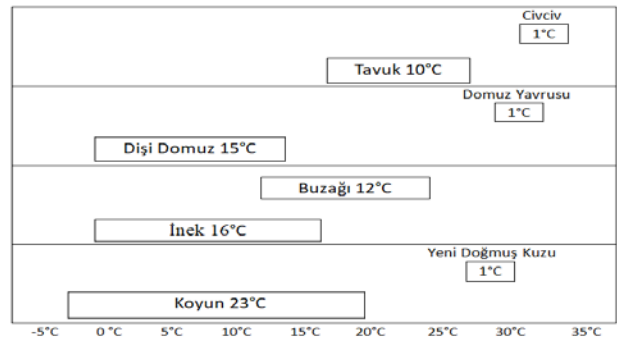 Civciv
1°C
Tavuk 10°C
Domuz Yavrusu
1°C
Dişi Domuz 15°C
Buzağı 12°C
İnek 16°C
Yeni Doğmuş Kuzu
1°C
Koyun 23°C
-5°C 0 °C 5°C 10°C 15°C 20°C 25°C 30°C 35°C